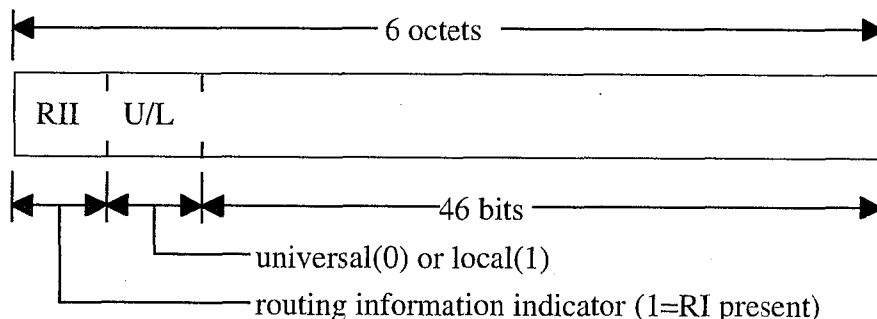 6 octets
RII U/L
46 bits
universal(0) or local(1)
routing information indicator (1=RI present)